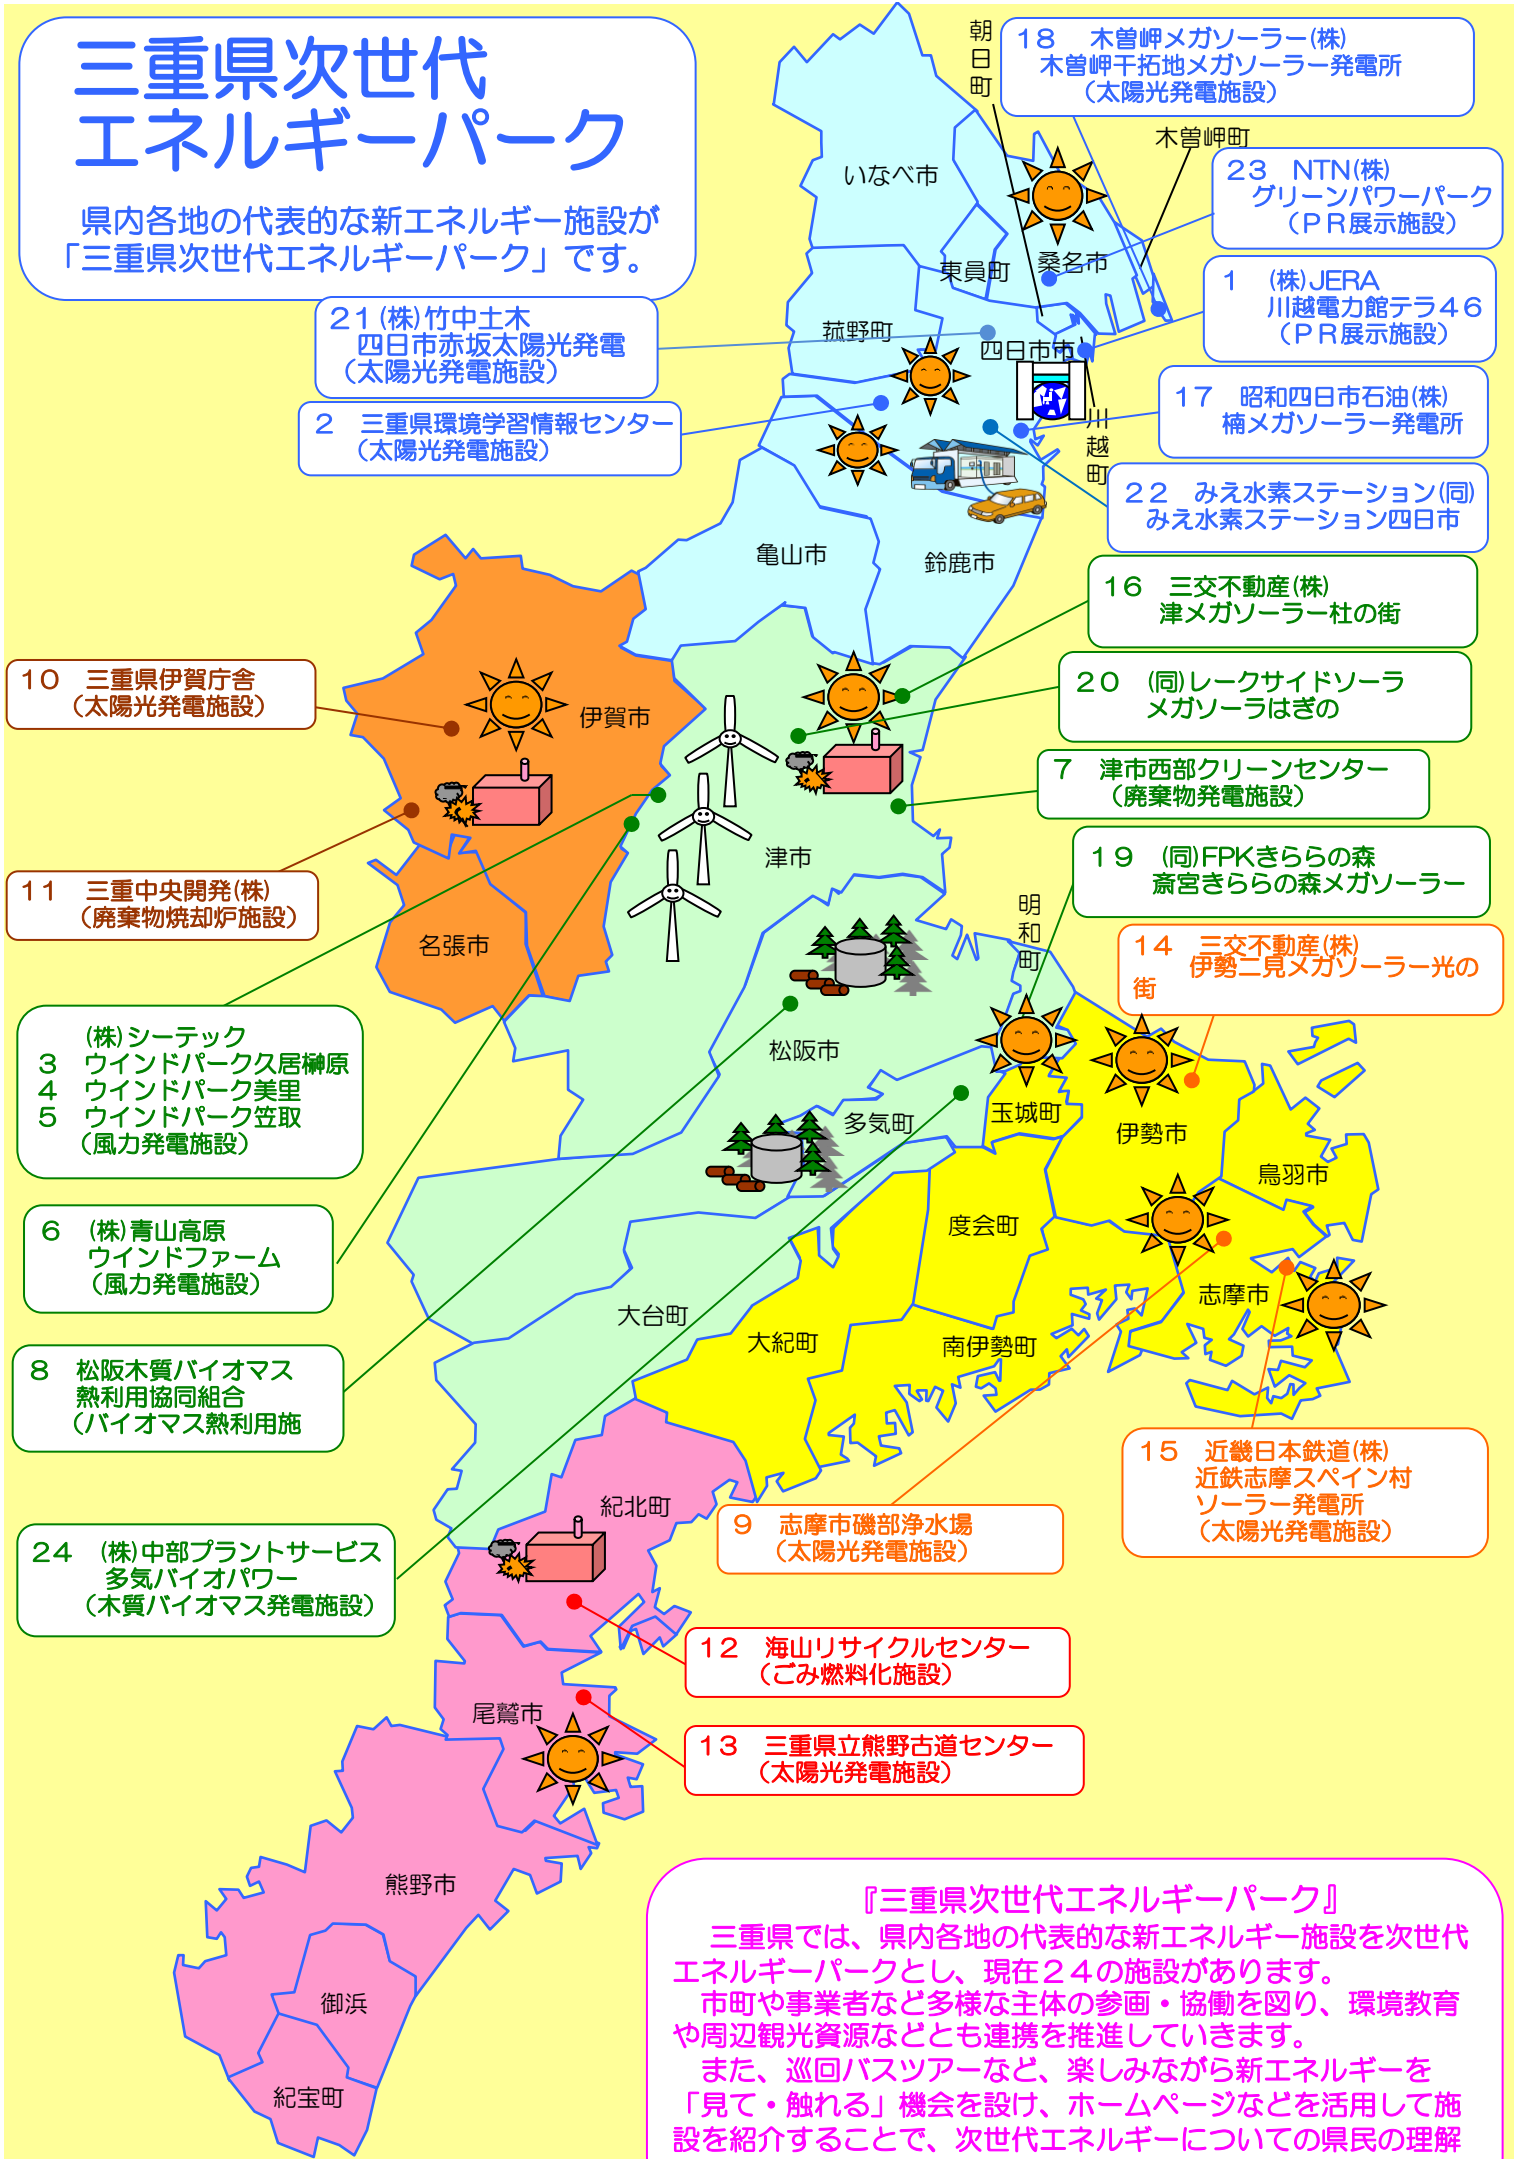 三重県次世代
エネルギーパーク
県内各地の代表的な新エネルギー施設が
「三重県次世代エネルギーパーク」です。
朝日町
18　木曽岬メガソーラー(株)
木曽岬干拓地メガソーラー発電所
（太陽光発電施設）
木曽岬町
23　NTN(株)
グリーンパワーパーク
（ＰＲ展示施設）
いなべ市
東員町
桑名市
1　(株)JERA
川越電力館テラ４６
（ＰＲ展示施設）
21(株)竹中土木
四日市赤坂太陽光発電
（太陽光発電施設）
菰野町
四日市市
川越町
17　昭和四日市石油(株)
楠メガソーラー発電所
2　三重県環境学習情報センター
（太陽光発電施設）
22　みえ水素ステーション(同)
みえ水素ステーション四日市
亀山市
鈴鹿市
16　三交不動産(株)
津メガソーラー杜の街
10　三重県伊賀庁舎
（太陽光発電施設）
伊賀市
20　(同)レークサイドソーラ
メガソーラはぎの
7　津市西部クリーンセンター
（廃棄物発電施設）
津市
19　(同)FPKきららの森
斎宮きららの森メガソーラー
11　三重中央開発(株)
（廃棄物焼却炉施設）
名張市
明和町
14　三交不動産(株)
伊勢二見メガソーラー光の
街
(株)シーテック
3　ウインドパーク久居榊原
4　ウインドパーク美里
5　ウインドパーク笠取
（風力発電施設）
松阪市
多気町
玉城町
伊勢市
鳥羽市
6　(株)青山高原
ウインドファーム
（風力発電施設）
度会町
志摩市
大台町
大紀町
南伊勢町
8　松阪木質バイオマス
熱利用協同組合
（バイオマス熱利用施
15　近畿日本鉄道(株)
近鉄志摩スペイン村
ソーラー発電所
（太陽光発電施設）
紀北町
9　志摩市磯部浄水場
（太陽光発電施設）
24　(株)中部プラントサービス
多気バイオパワー
（木質バイオマス発電施設）
12　海山リサイクルセンター
（ごみ燃料化施設）
尾鷲市
13　三重県立熊野古道センター
（太陽光発電施設）
熊野市
御浜
紀宝町
『三重県次世代エネルギーパーク』
三重県では、県内各地の代表的な新エネルギー施設を次世代
エネルギーパークとし、現在２４の施設があります。
市町や事業者など多様な主体の参画・協働を図り、環境教育
や周辺観光資源などとも連携を推進していきます。
また、巡回バスツアーなど、楽しみながら新エネルギーを
「見て・触れる」機会を設け、ホームページなどを活用して施
設を紹介することで、次世代エネルギーについての県民の理解